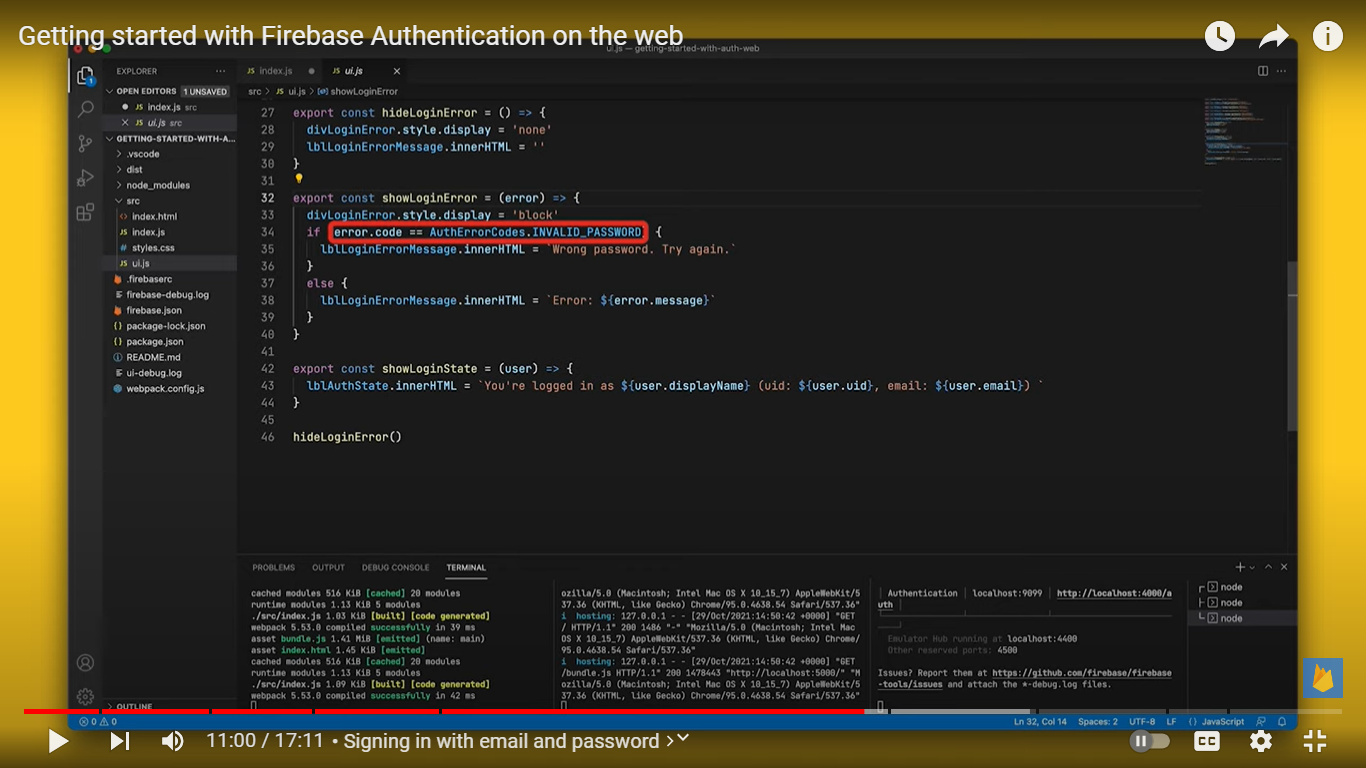 Getting started with Firebase Authentication on the web
ui.js — getting-started-with-auth-web
EXPLORER
OPEN EDITORS 1 UNSAVED
index.js src
ui.js src
GETTING-STARTED-WITH-A...
.vscode
dist
node_modules
src
index.html
index.js
styles.css
ui.js
.firebaserc
firebase-debug.log
firebase.json
package-lock.json
package.json
README.md
ui-debug.log
webpack.config.js
OUTLINE
index.js
ui.js
src > ui.js > showLoginError
27 export const hideLoginError = () => {
28 divLoginError.style.display = 'none'
29 lblLoginErrorMessage.innerHTML = ''
30 }
31
32 export const showLoginError = (error) => {
33 divLoginError.style.display = 'block'
34 if (error.code == AuthErrorCodes.INVALID_PASSWORD) {
35 lblLoginErrorMessage.innerHTML = `Wrong password. Try again.`
36 }
37 else {
38 lblLoginErrorMessage.innerHTML = `Error: ${error.message}`
39 }
40 }
41
42 export const showLoginState = (user) => {
43 lblAuthState.innerHTML = `You're logged in as ${user.displayName} (uid: ${user.uid}, email: ${user.email}) `
44 }
45
46 hideLoginError()
PROBLEMS OUTPUT DEBUG CONSOLE TERMINAL
cached modules 516 KiB [cached] 20 modules
runtime modules 1.13 KiB 5 modules
./src/index.js 1.03 KiB [built] [code generated]
webpack 5.53.0 compiled successfully in 39 ms
asset bundle.js 1.41 MiB [emitted] (name: main)
asset index.html 1.45 KiB [emitted]
cached modules 516 KiB [cached] 20 modules
runtime modules 1.13 KiB 5 modules
./src/index.js 1.09 KiB [built] [code generated]
webpack 5.53.0 compiled successfully in 42 ms
ozilla/5.0 (Macintosh; Intel Mac OS X 10_15_7) AppleWebKit/5
37.36 (KHTML, like Gecko) Chrome/95.0.4638.54 Safari/537.36"
i hosting: 127.0.0.1 - - [29/Oct/2021:14:50:42 +0000] "GET
/ HTTP/1.1" 200 1486 "-" "Mozilla/5.0 (Macintosh; Intel Mac
OS X 10_15_7) AppleWebKit/537.36 (KHTML, like Gecko) Chrome/
95.0.4638.54 Safari/537.36"
i hosting: 127.0.0.1 - - [29/Oct/2021:14:50:42 +0000] "GET
/bundle.js HTTP/1.1" 200 1478443 "http://localhost:5000/" "M
ozilla/5.0 (Macintosh; Intel Mac OS X 10_15_7) AppleWebKit/5
37.36 (KHTML, like Gecko) Chrome/95.0.4638.54 Safari/537.36"
Authentication localhost:9099 http://localhost:4000/a
uth
Emulator Hub running at localhost:4400
Other reserved ports: 4500
Issues? Report them at https://github.com/firebase/firebase
-tools/issues and attach the *-debug.log files.
node
node
node
0 0
Ln 32, Col 14 Spaces: 2 UTF-8 LF {} JavaScript
11:00 / 17:11 • Signing in with email and password >
CC